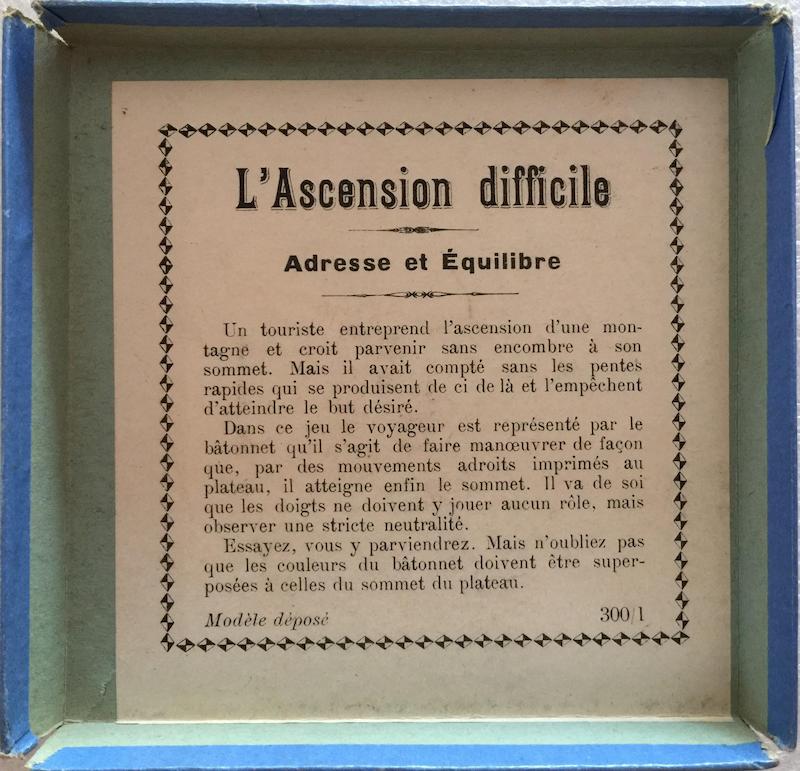 L'Ascension difficile
Adresse et Équilibre
Un touriste entreprend l'ascension d'une mon-
tagne et croit parvenir sans encombre à son
sommet. Mais il avait compté sans les pentes
rapides qui se produisent de ci de là et l'empêchent
d'atteindre le but désiré.
Dans ce jeu le voyageur est représenté par le
bâtonnet qu'il s'agit de faire manœuvrer de façon
que, par des mouvements adroits imprimés au
plateau, il atteigne enfin le sommet. Il va de soi
que les doigts ne doivent y jouer aucun rôle, mais
observer une stricte neutralité.
Essayez, vous y parviendrez. Mais n'oubliez pas
que les couleurs du bâtonnet doivent être super-
posées à celles du sommet du plateau.
Modèle déposé 300/1